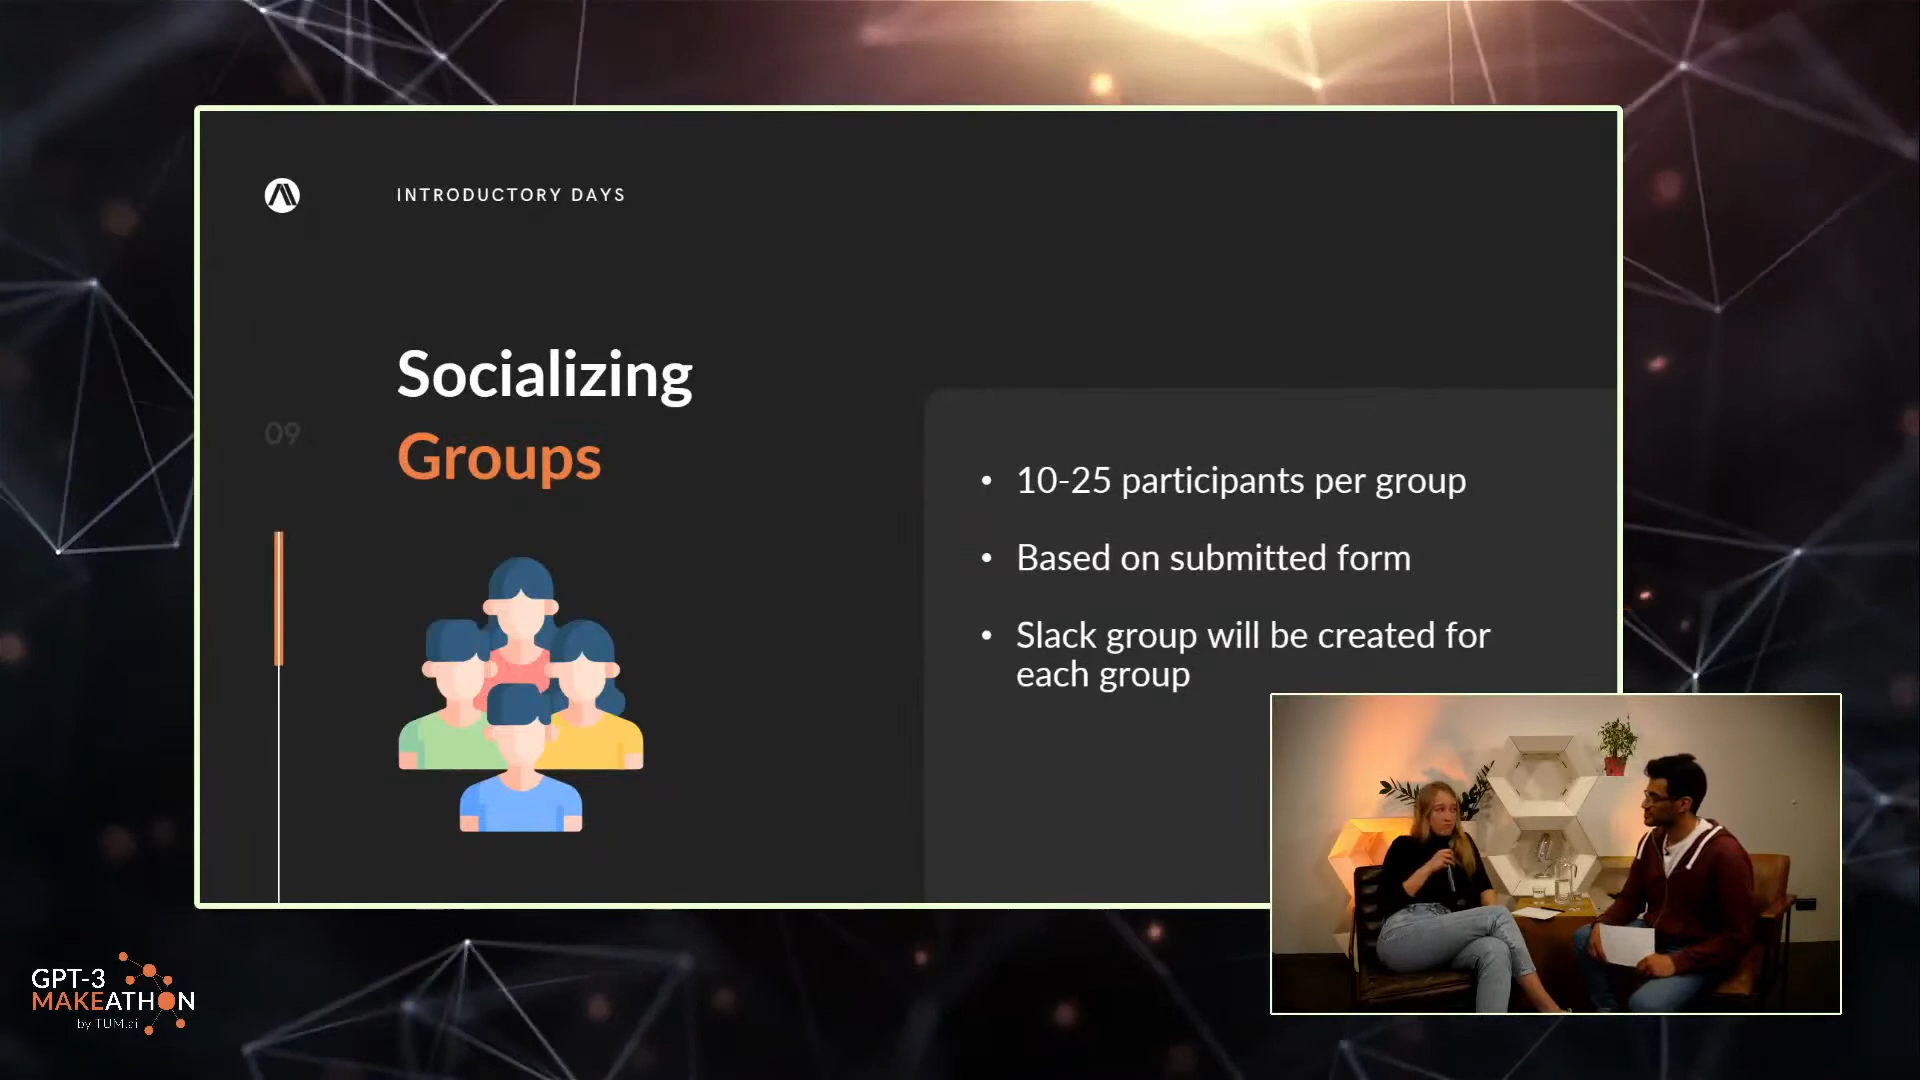 INTRODUCTORY DAYS
Socializing
Groups
09
• 10-25 participants per group
• Based on submitted form
• Slack group will be created for
each group
GPT-3
MAKEATHON
by TUM.ai